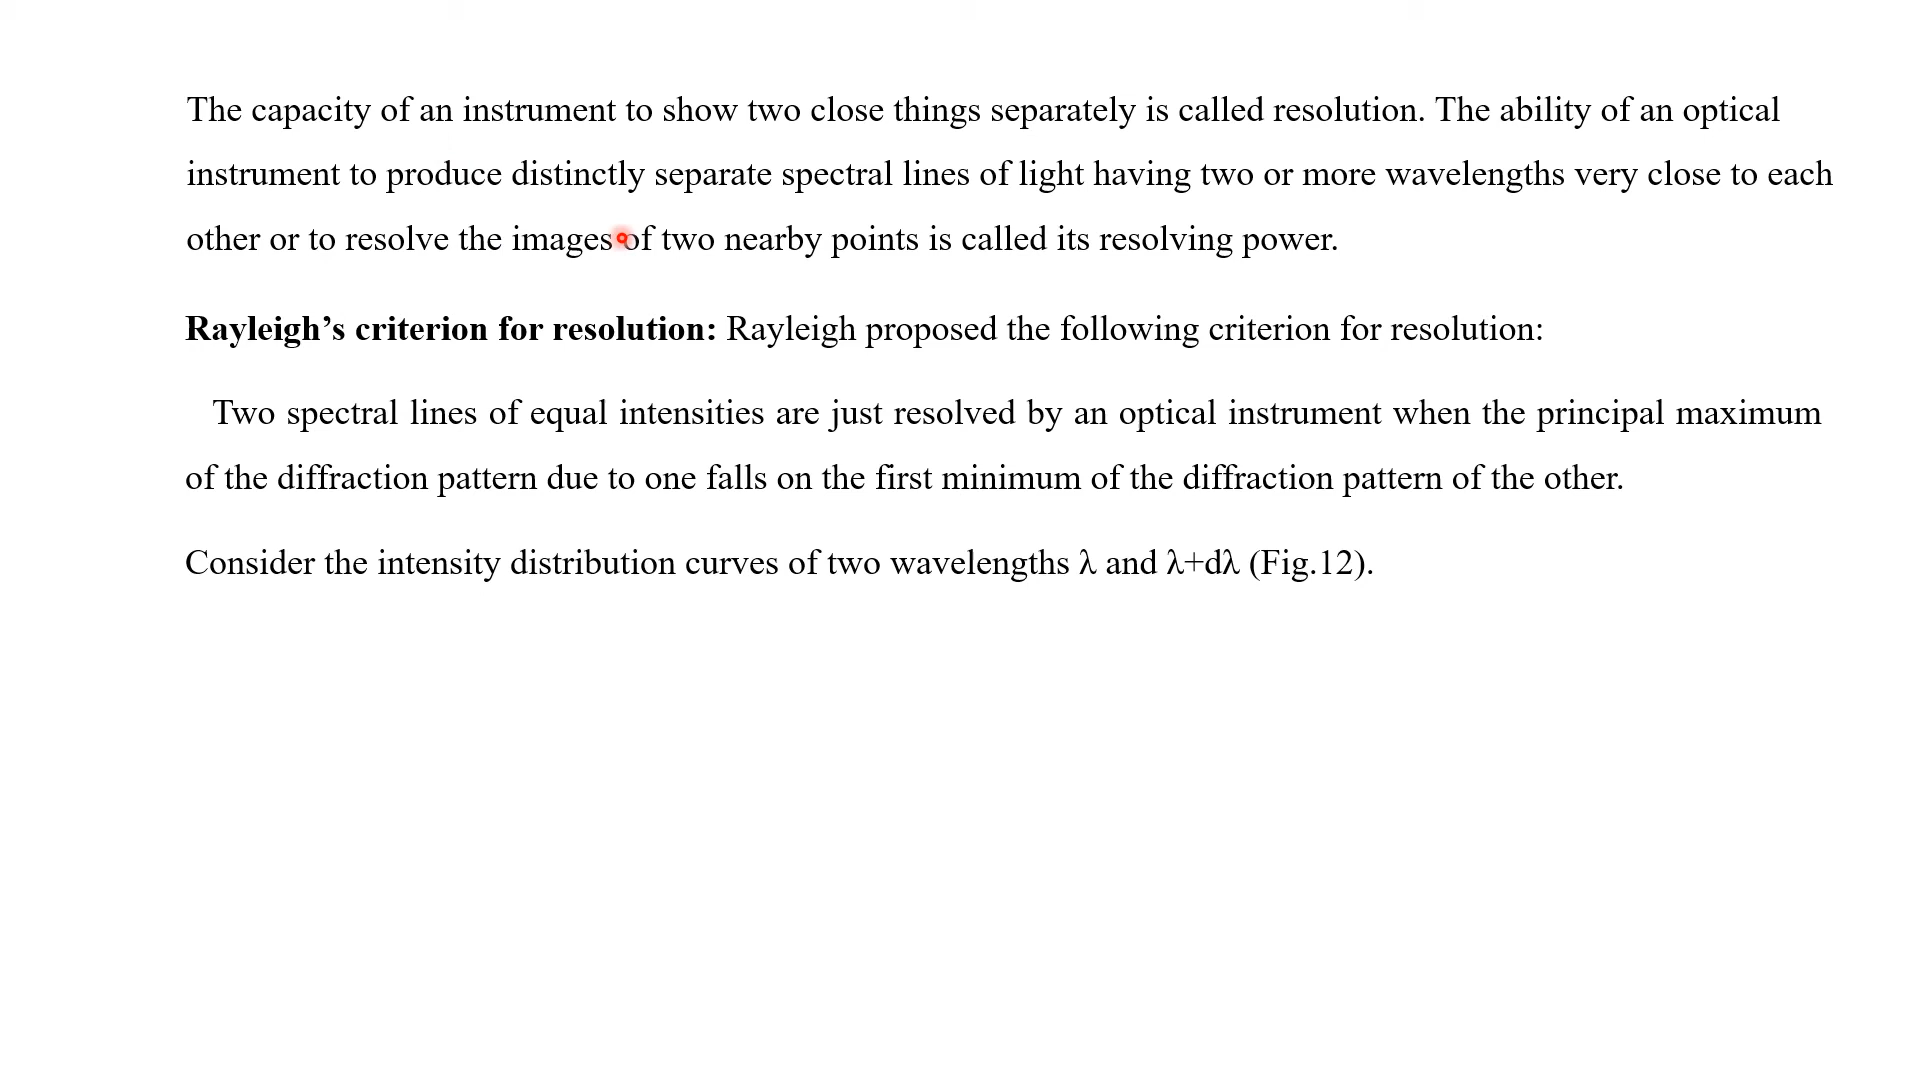 The capacity of an instrument to show two close things separately is called resolution. The ability of an optical
instrument to produce distinctly separate spectral lines of light having two or more wavelengths very close to each
other or to resolve the images of two nearby points is called its resolving power.
Rayleigh’s criterion for resolution: Rayleigh proposed the following criterion for resolution:
Two spectral lines of equal intensities are just resolved by an optical instrument when the principal maximum
of the diffraction pattern due to one falls on the first minimum of the diffraction pattern of the other.
Consider the intensity distribution curves of two wavelengths λ and λ+dλ (Fig.12).